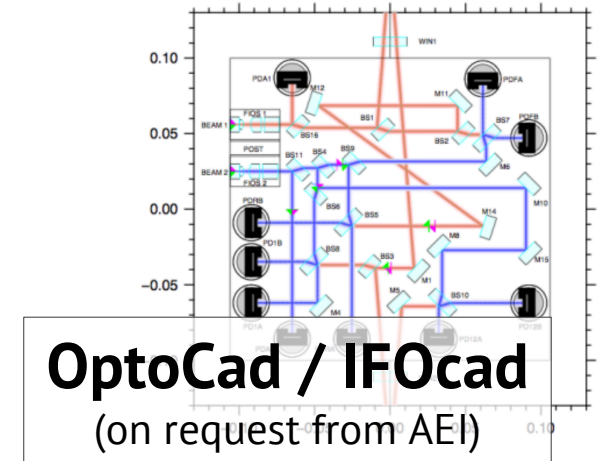 WIN1
0.10
PDA1
M12
M11
PDFA
FIOS 1
BEAM 1
BS16
BS1
BS2
BS7
PDFB
0.05
POST
BS11
BS4
BS9
M6
BEAM 2
FIOS 2
M10
PDRB
BS6
BS5
M14
0.00
PD1B
M8
M15
BS8
BS3
M1
−0.05
M5
BS10
PD1A
M4
PD12A
PD12B
OptoCad / IFOcad
0.10
(on request from AEI)